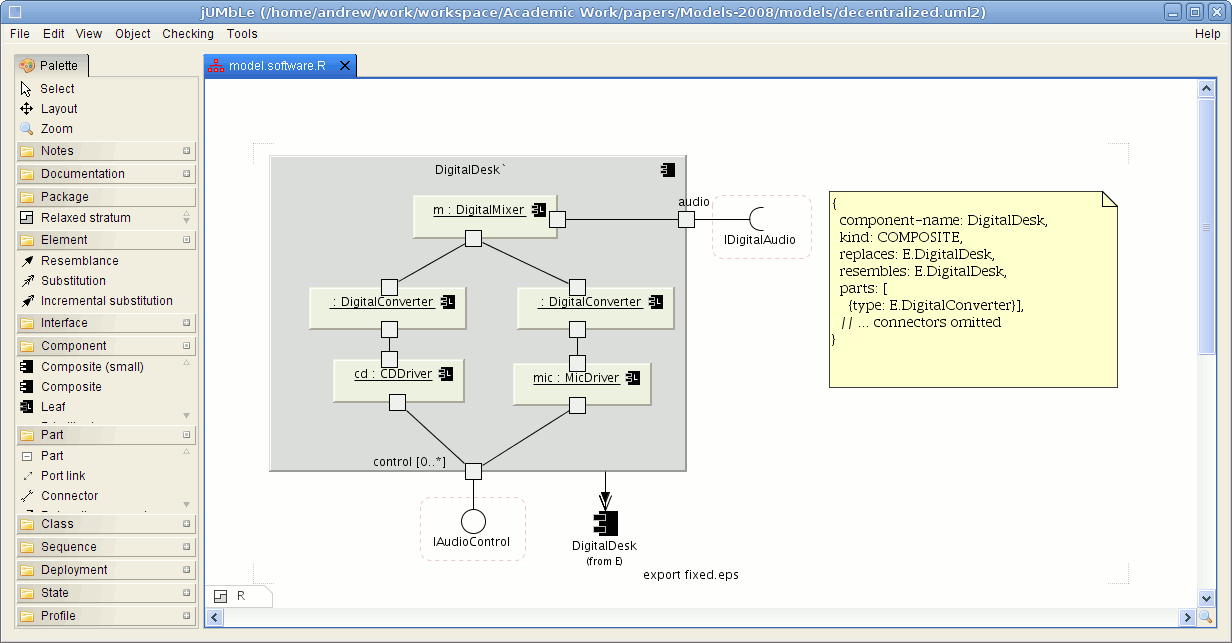 jUMbLe (/home/andrew/work/workspace/Academic Work/papers/Models-2008/models/decentralized.uml2)
File Edit View Object Checking Tools Help
Palette
Select
Layout
Zoom
Notes
Documentation
Package
Relaxed stratum
Element
Resemblance
Substitution
Incremental substitution
Interface
Component
Composite (small)
Composite
Leaf
Part
Part
Port link
Connector
Class
Sequence
Deployment
State
Profile
model.software.R
DigitalDesk`
m : DigitalMixer
audio
IDigitalAudio
: DigitalConverter
: DigitalConverter
cd : CDDriver
mic : MicDriver
control [0..*]
IAudioControl
DigitalDesk
(from E)
export fixed.eps
{
component-name: DigitalDesk,
kind: COMPOSITE,
replaces: E.DigitalDesk,
resembles: E.DigitalDesk,
parts: [
{type: E.DigitalConverter}],
// ... connectors omitted
}
R